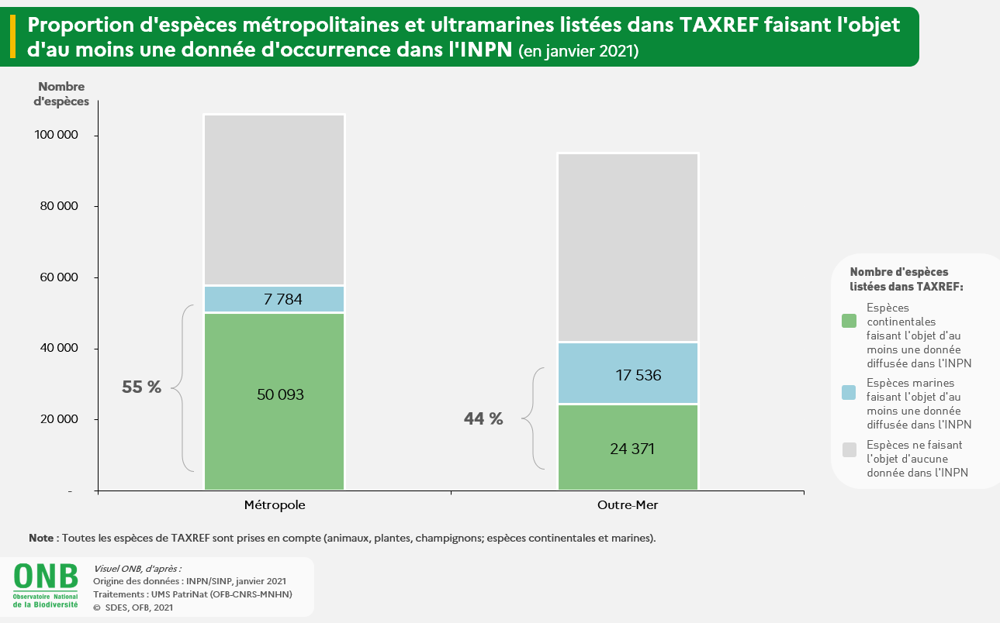 Proportion d'espèces métropolitaines et ultramarines listées dans TAXREF faisant l'objet
d'au moins une donnée d'occurrence dans l'INPN (en janvier 2021)
Nombre
d'espèces
100 000
80 000
60 000
40 000
20 000
-
7 784
50 093
55 %
17 536
24 371
44 %
Métropole
Outre-Mer
Nombre d'espèces
listées dans TAXREF:
Espèces
continentales
faisant l'objet d'au
moins une donnée
diffusée dans l'INPN
Espèces marines
faisant l'objet d'au
moins une donnée
diffusée dans l'INPN
Espèces ne faisant
l'objet d'aucune
donnée dans l'INPN
Note : Toutes les espèces de TAXREF sont prises en compte (animaux, plantes, champignons; espèces continentales et marines).
ONB
Observatoire National
de la Biodiversité
Visuel ONB, d'après :
Origine des données : INPN/SINP, janvier 2021
Traitements : UMS PatriNat (OFB-CNRS-MNHN)
© SDES, OFB, 2021